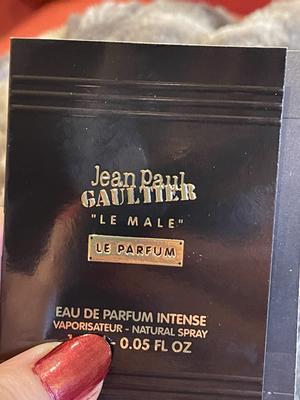 Jean Paul
GAULTIER
"LE MALE"
LE PARFUM
EAU DE PARFUM INTENSE
VAPORISATEUR - NATURAL SPRAY
- 0.05 FL OZ